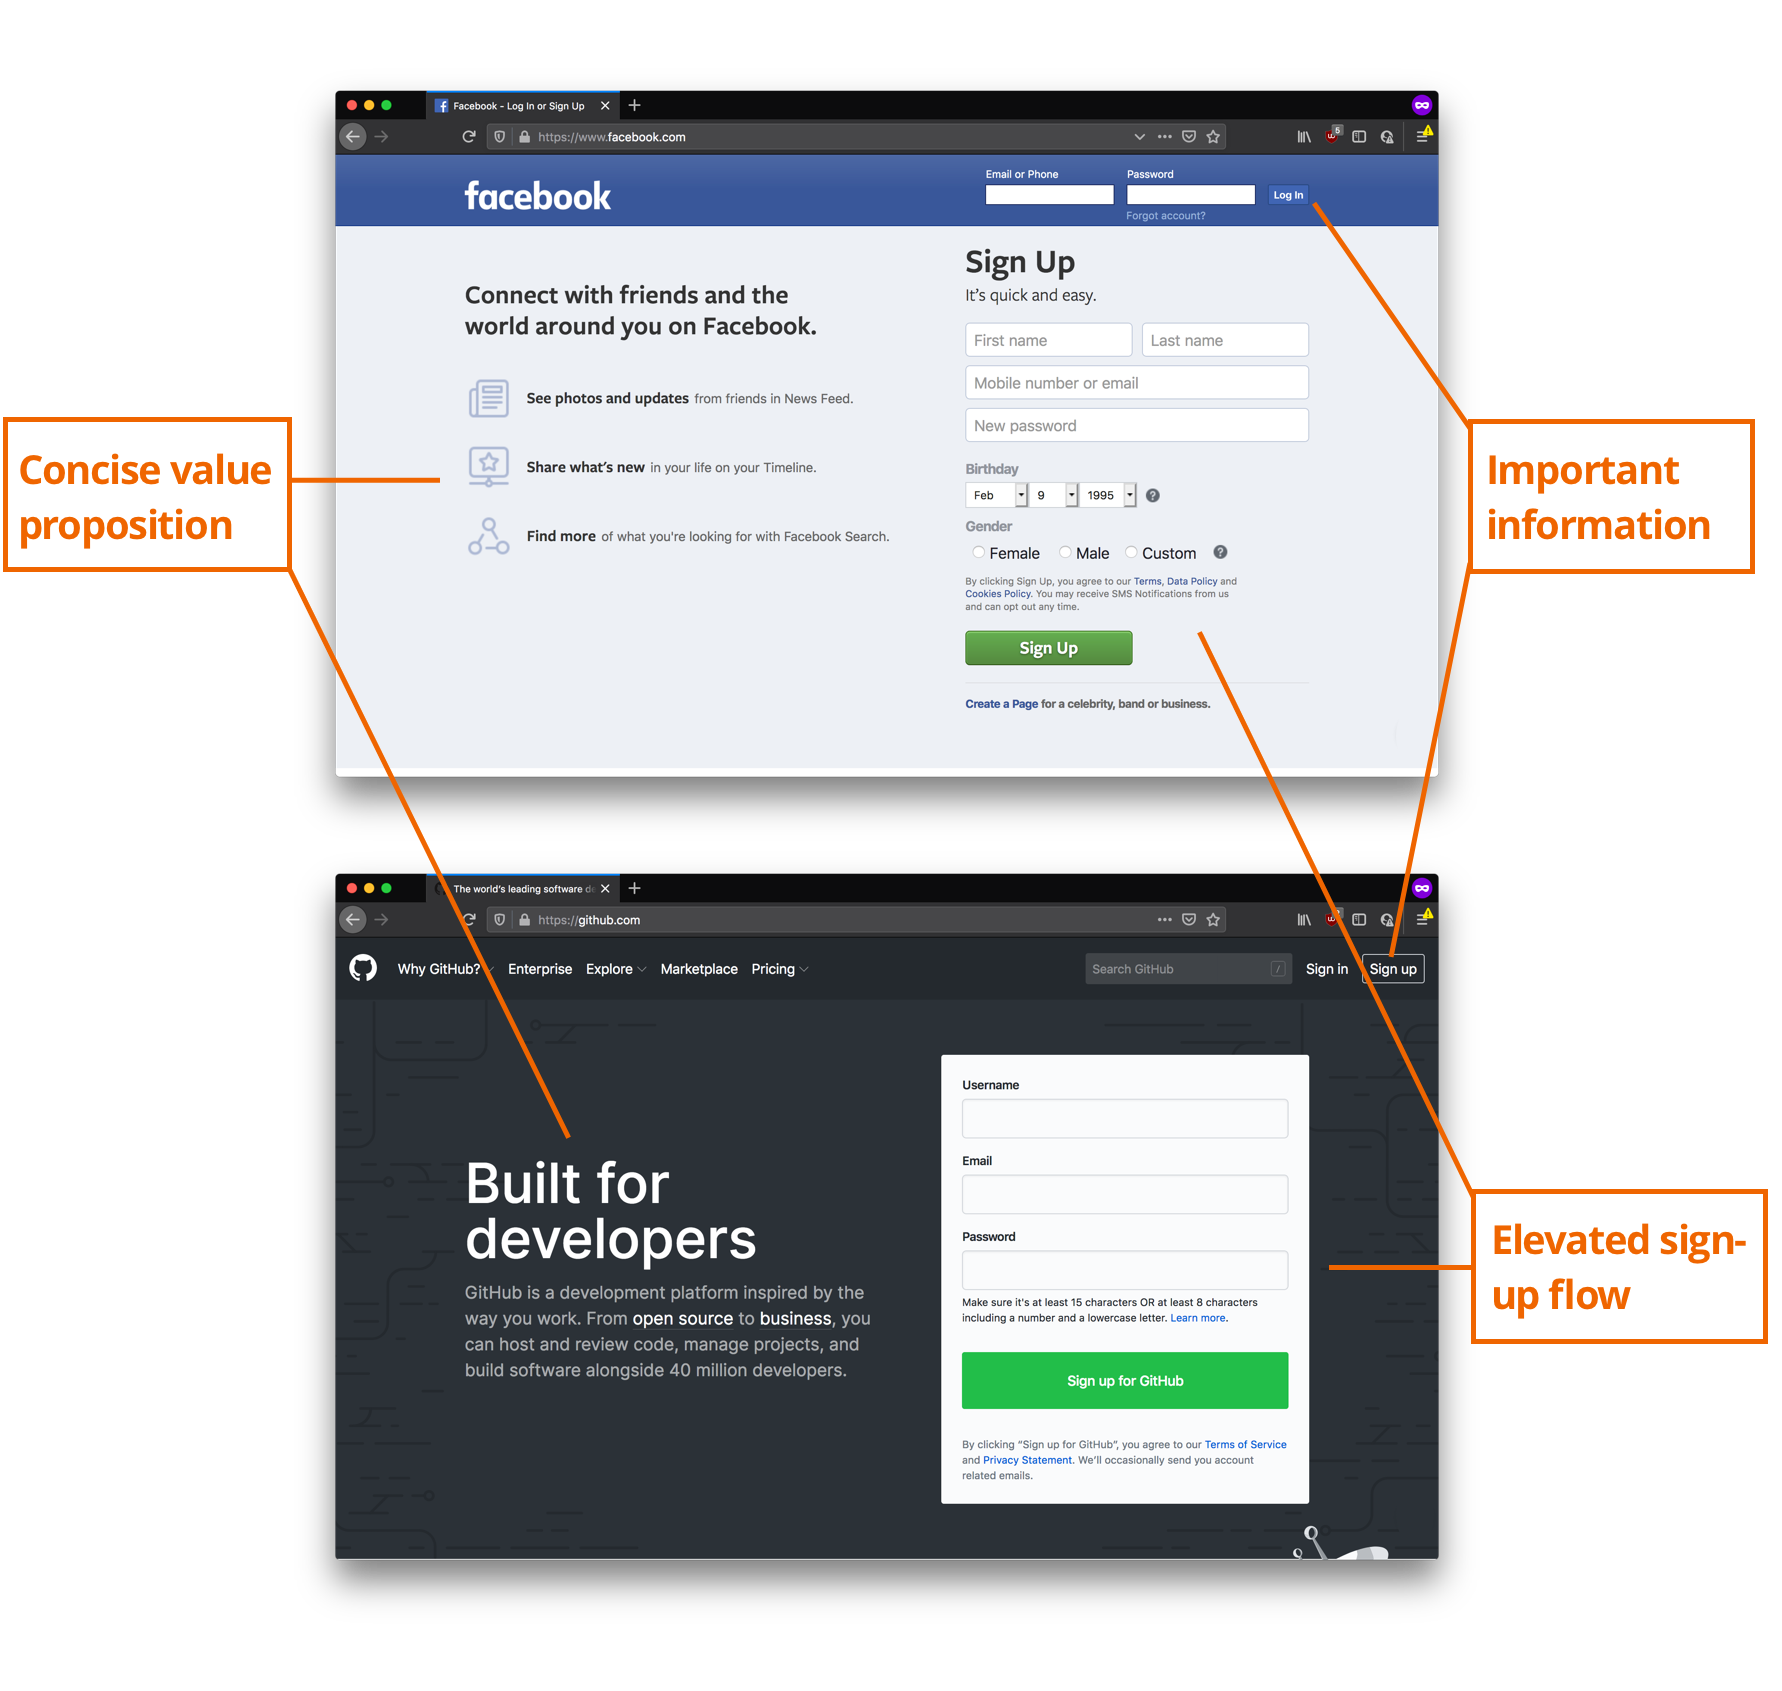 Facebook - Log In or Sign Up
https://www.facebook.com
5
facebook
Email or Phone
Password
Log In
Forgot account?
Connect with friends and the
world around you on Facebook.
See photos and updates from friends in News Feed.
Share what's new in your life on your Timeline.
Find more of what you're looking for with Facebook Search.
Sign Up
It's quick and easy.
First name
Last name
Mobile number or email
New password
Birthday
Feb
9
1995
Gender
Female
Male
Custom
By clicking Sign Up, you agree to our Terms, Data Policy and
Cookies Policy. You may receive SMS Notifications from us
and can opt out any time.
Sign Up
Create a Page for a celebrity, band or business.
Concise value
proposition
Important
information
The world's leading software
https://github.com
Why GitHub?
Enterprise
Explore
Marketplace
Pricing
Search GitHub
/
Sign in
Sign up
Built for
developers
GitHub is a development platform inspired by the
way you work. From open source to business, you
can host and review code, manage projects, and
build software alongside 40 million developers.
Username
Email
Password
Make sure it's at least 15 characters OR at least 8 characters
including a number and a lowercase letter. Learn more.
Sign up for GitHub
By clicking "Sign up for GitHub", you agree to our Terms of Service
and Privacy Statement. We'll occasionally send you account
related emails.
Elevated sign-
up flow